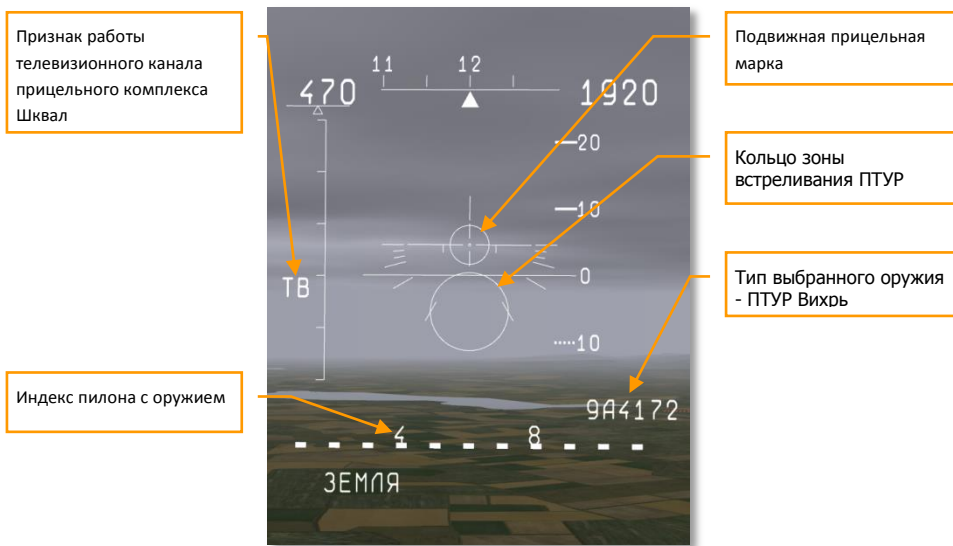 Признак работы
телевизионного канала
прицельного комплекса
Шквал
Индекс пилона с оружием
11 12
470 1920
20
10
0
ТВ
10
9А4172
4 8
ЗЕМЛЯ
Подвижная прицельная
марка
Кольцо зоны
встреливания ПТУР
Тип выбранного оружия
- ПТУР Вихрь